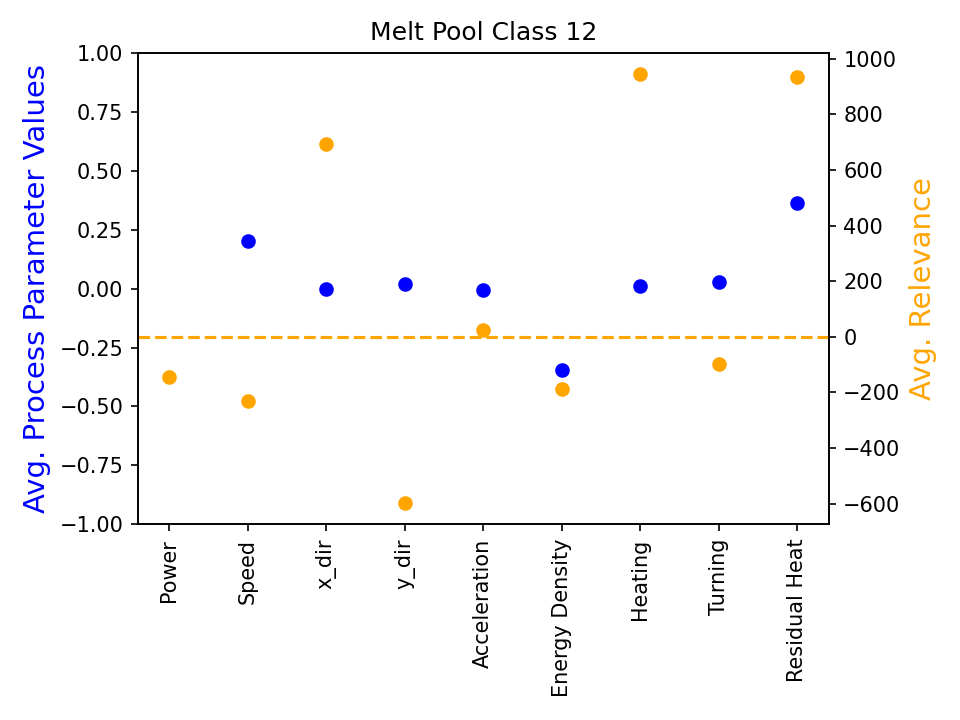 Melt Pool Class 12
Avg. Process Parameter Values
1.00
0.75
0.50
0.25
0.00
−0.25
−0.50
−0.75
−1.00
1000
800
600
400
200
0
−200
−400
−600
Avg. Relevance
Power
Speed
x_dir
y_dir
Acceleration
Energy Density
Heating
Turning
Residual Heat